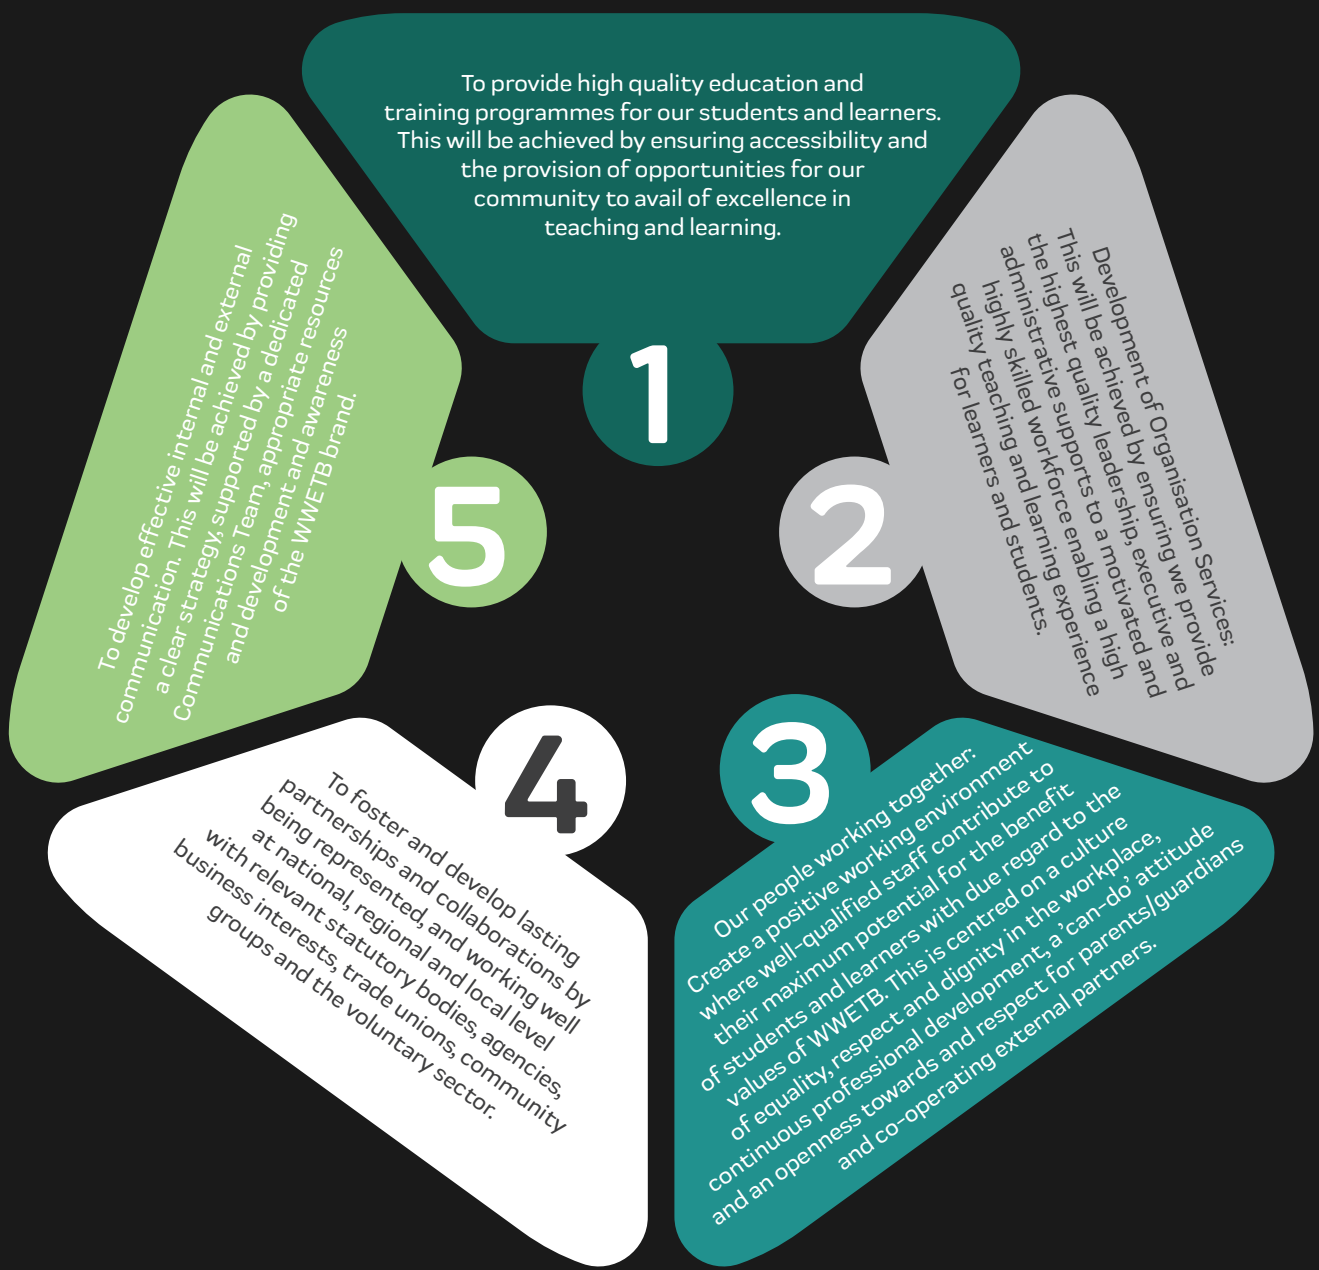 To provide high quality education and
training programmes for our students and learners.
This will be achieved by ensuring accessibility and
the provision of opportunities for our
community to avail of excellence in
teaching and learning.
1
Development of Organisation Services:
This will be achieved by ensuring we provide
the highest quality leadership, executive and
administrative supports to a motivated and
highly skilled workforce enabling a high
quality teaching and learning experience
for learners and students.
2
3
Our people working together:
Create a positive working environment
where well-qualified staff contribute to
their maximum potential for the benefit
of students and learners with due regard to the
values of WWETB. This is centred on a culture
of equality, respect and dignity in the workplace,
continuous professional development, a 'can-do' attitude
and an openness towards and respect for parents/guardians
and co-operating external partners.
4
To foster and develop lasting
partnerships and collaborations by
being represented, and working well
at national, regional and local level
with relevant statutory bodies, agencies,
business interests, trade unions, community
groups and the voluntary sector.
5
To develop effective internal and external
communication. This will be achieved by providing
a clear strategy, supported by a dedicated
Communications Team, appropriate resources
and development and awareness
of the WWETB brand.